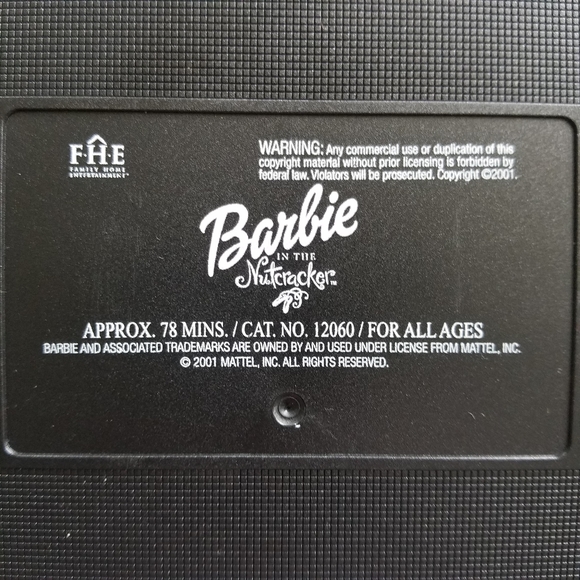 F·H·E
FAMILY HOME
ENTERTAINMENT™
WARNING: Any commercial use or duplication of this
copyright material without prior licensing is forbidden by
federal law. Violators will be prosecuted. Copyright ©2001.
Barbie
IN THE
Nutcracker™
APPROX. 78 MINS. / CAT. NO. 12060 / FOR ALL AGES
BARBIE AND ASSOCIATED TRADEMARKS ARE OWNED BY AND USED UNDER LICENSE FROM MATTEL, INC.
© 2001 MATTEL, INC. ALL RIGHTS RESERVED.